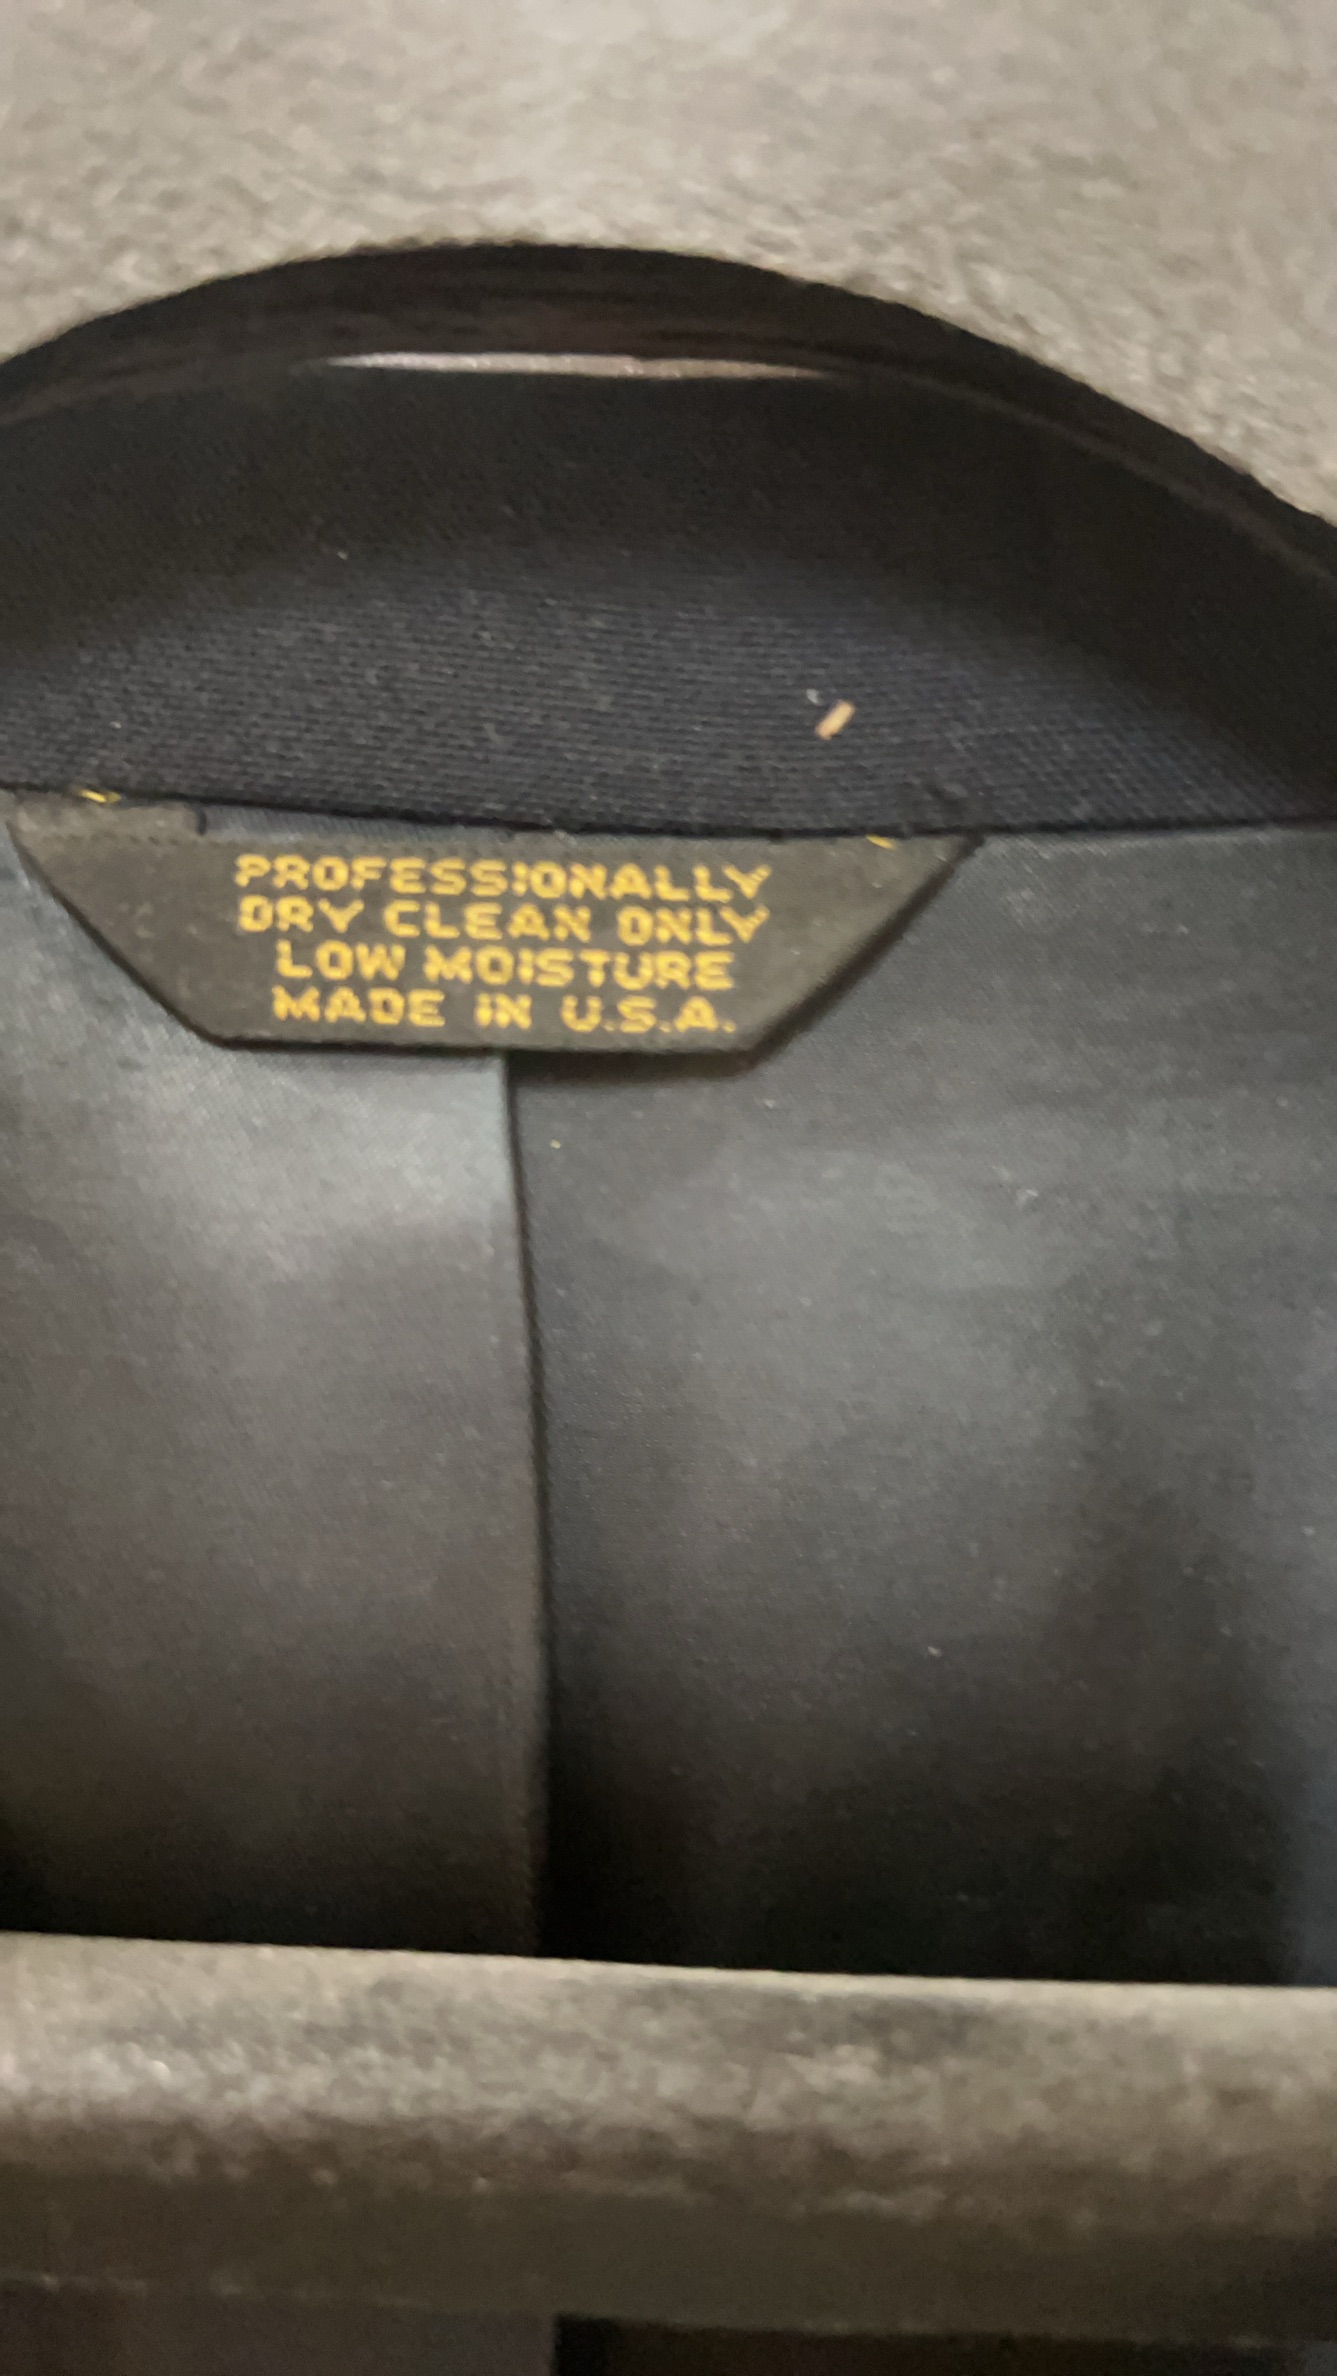 PROFESSIONALLY
DRY CLEAN ONLY
LOW MOISTURE
MADE IN U.S.A.